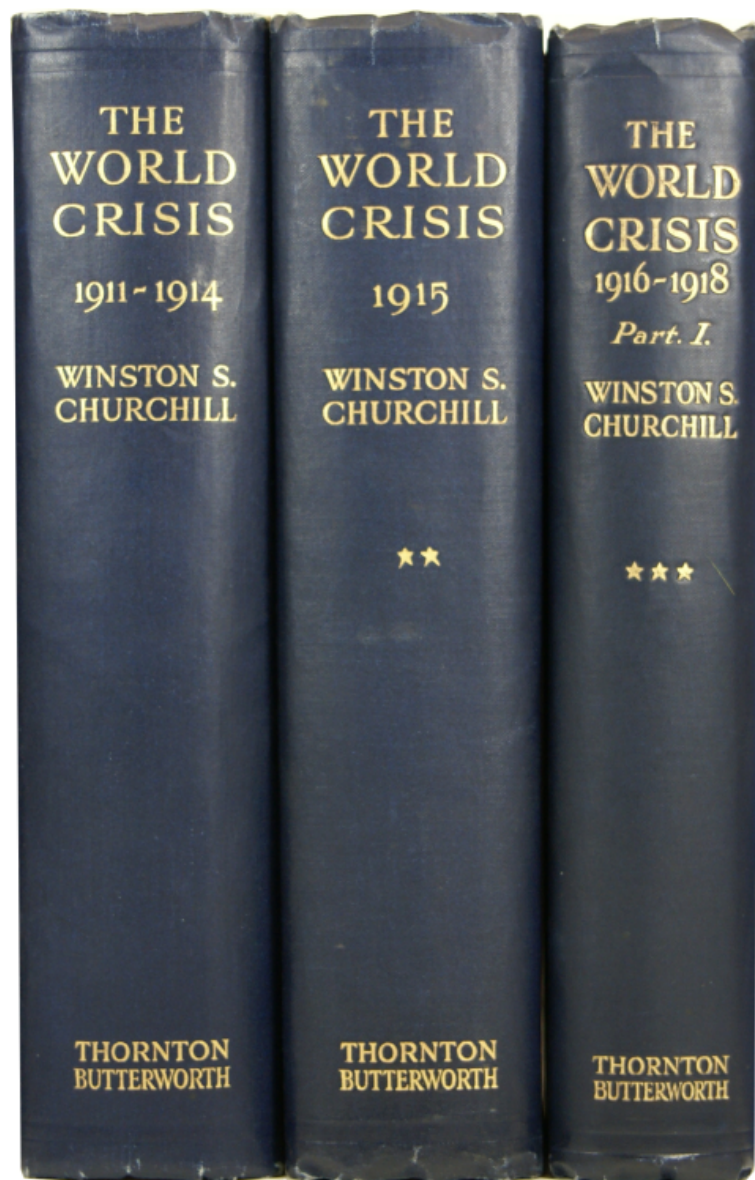 THE
WORLD
CRISIS
1911-1914
WINSTON S.
CHURCHILL
THORNTON
BUTTERWORTH
THE
WORLD
CRISIS
1915
WINSTON S.
CHURCHILL
★★
THORNTON
BUTTERWORTH
THE
WORLD
CRISIS
1916-1918
Part. I.
WINSTON S.
CHURCHILL
★★★
THORNTON
BUTTERWORTH